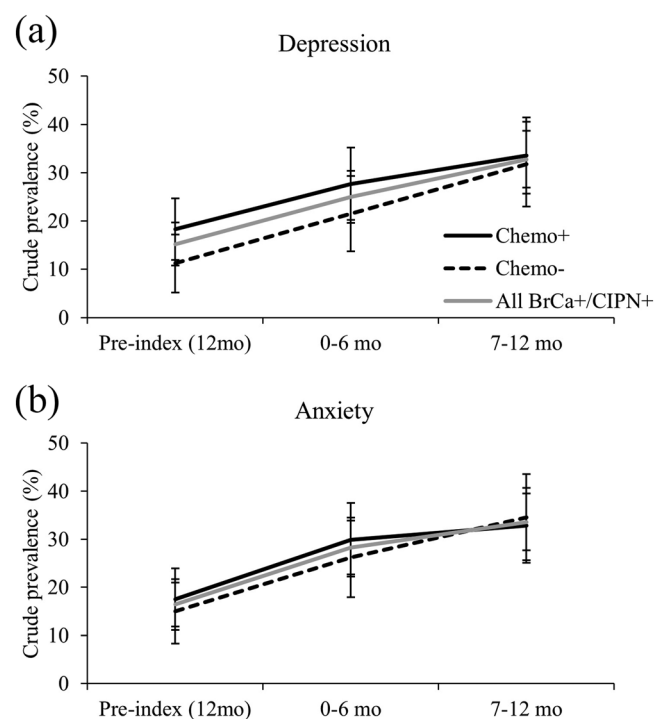 (a)
Depression
50
40
30
20
10
0
Crude prevalence (%)
Chemo+
Chemo-
All BrCa+/CIPN+
Pre-index (12mo) 0-6 mo 7-12 mo
(b)
Anxiety
50
40
30
20
10
0
Crude prevalence (%)
Pre-index (12mo) 0-6 mo 7-12 mo